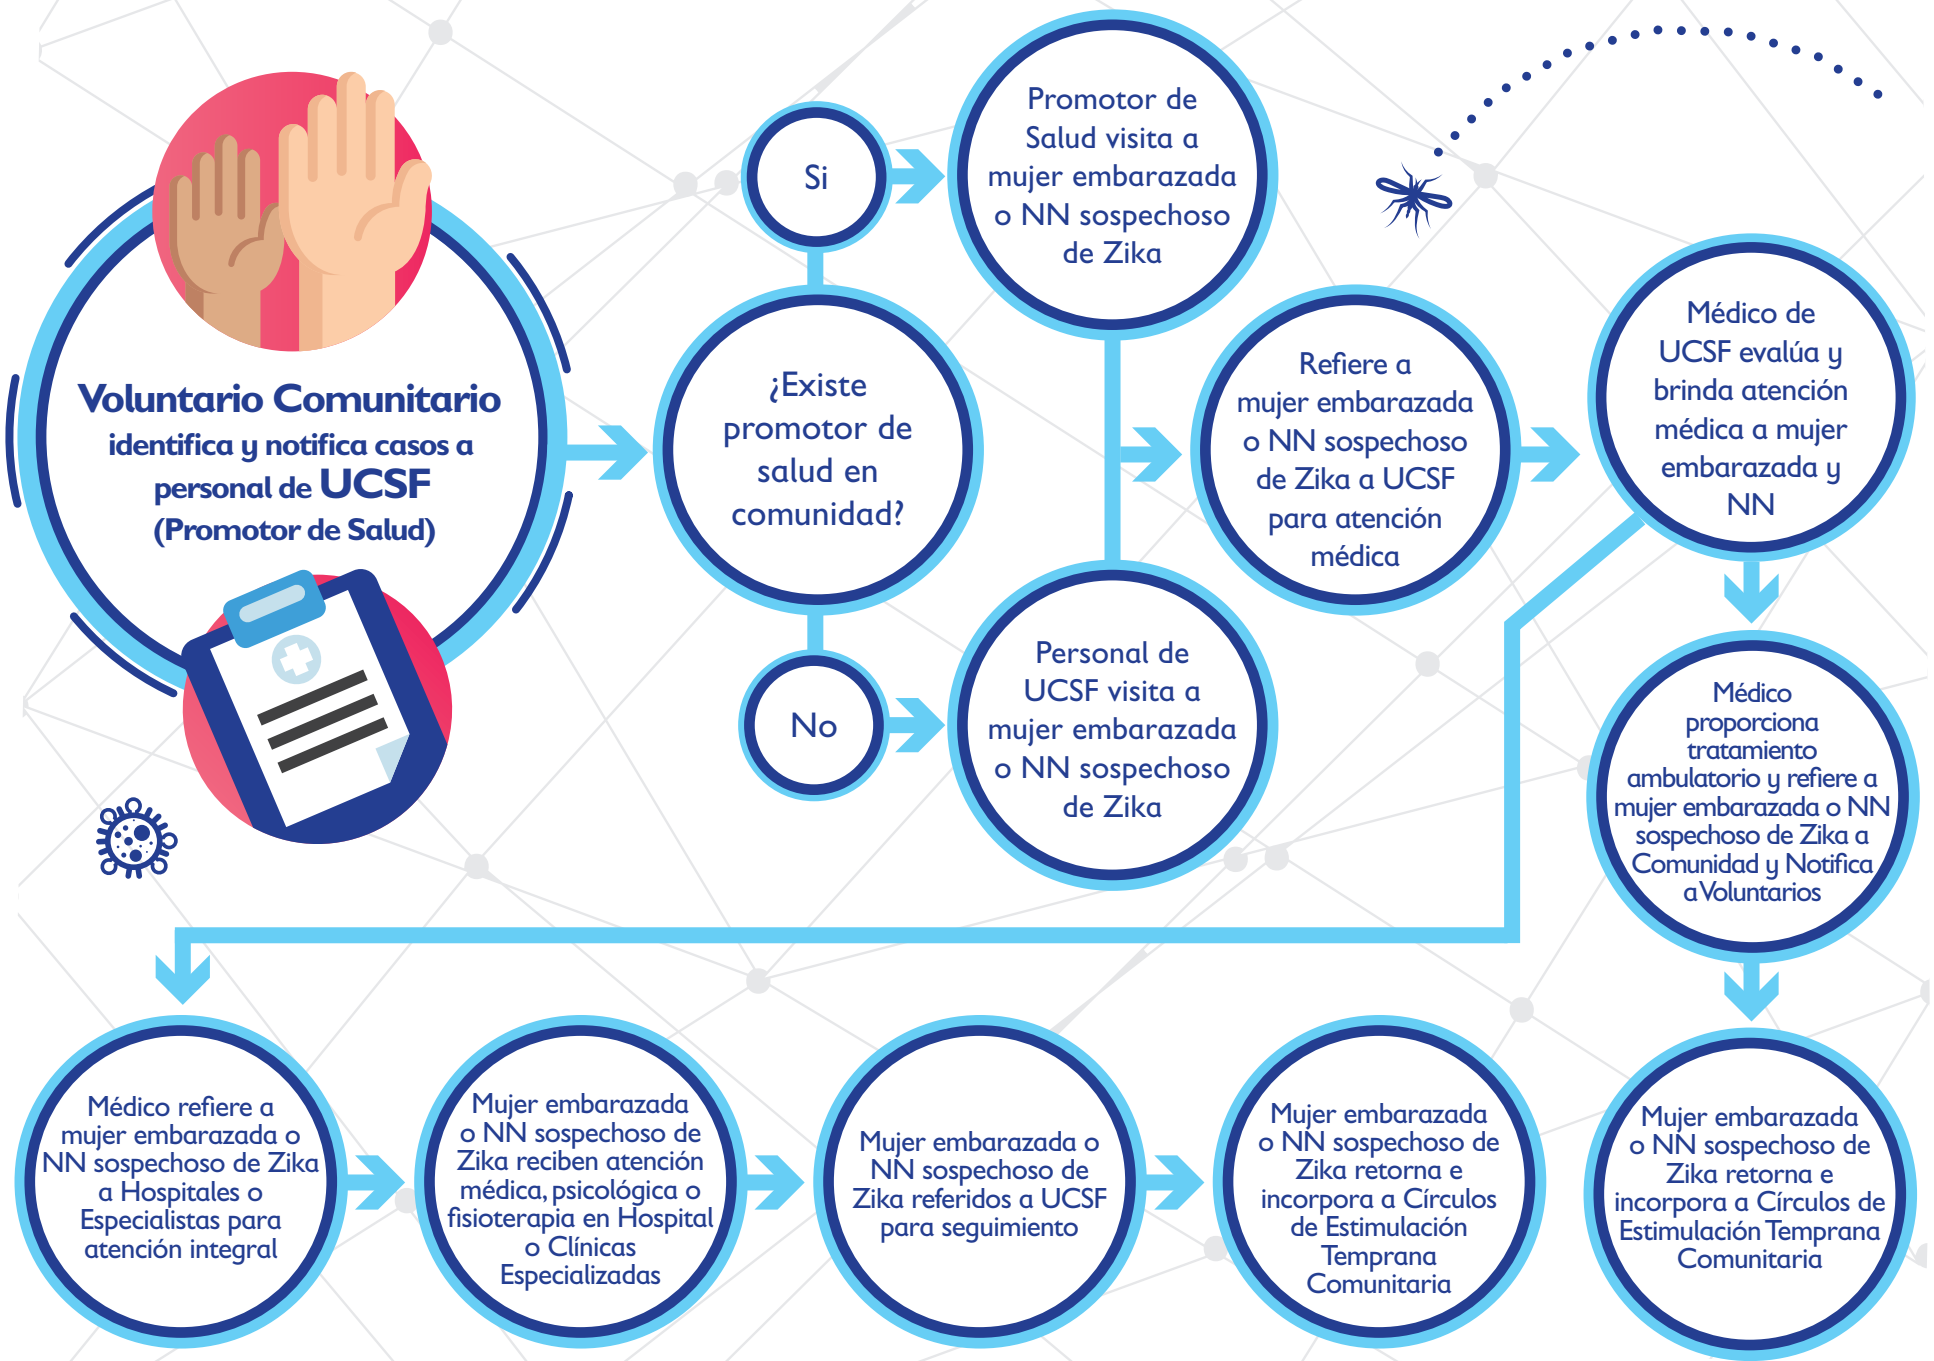 Voluntario Comunitario
identifica y notifica casos a
personal de UCSF
(Promotor de Salud)
¿Existe
promotor de
salud en
comunidad?
Si
Promotor de
Salud visita a
mujer embarazada
o NN sospechoso
de Zika
No
Personal de
UCSF visita a
mujer embarazada
o NN sospechoso
de Zika
Refiere a
mujer embarazada
o NN sospechoso
de Zika a UCSF
para atención
médica
Médico de
UCSF evalúa y
brinda atención
médica a mujer
embarazada y
NN
Médico
proporciona
tratamiento
ambulatorio y refiere a
mujer embarazada o NN
sospechoso de Zika a
Comunidad y Notifica
a Voluntarios
Médico refiere a
mujer embarazada o
NN sospechoso de Zika
a Hospitales o
Especialistas para
atención integral
Mujer embarazada
o NN sospechoso de
Zika reciben atención
médica, psicológica o
fisioterapia en Hospital
o Clínicas
Especializadas
Mujer embarazada o
NN sospechoso de
Zika referidos a UCSF
para seguimiento
Mujer embarazada
o NN sospechoso de
Zika retorna e
incorpora a Círculos
de Estimulación
Temprana
Comunitaria
Mujer embarazada
o NN sospechoso de
Zika retorna e
incorpora a Círculos de
Estimulación Temprana
Comunitaria